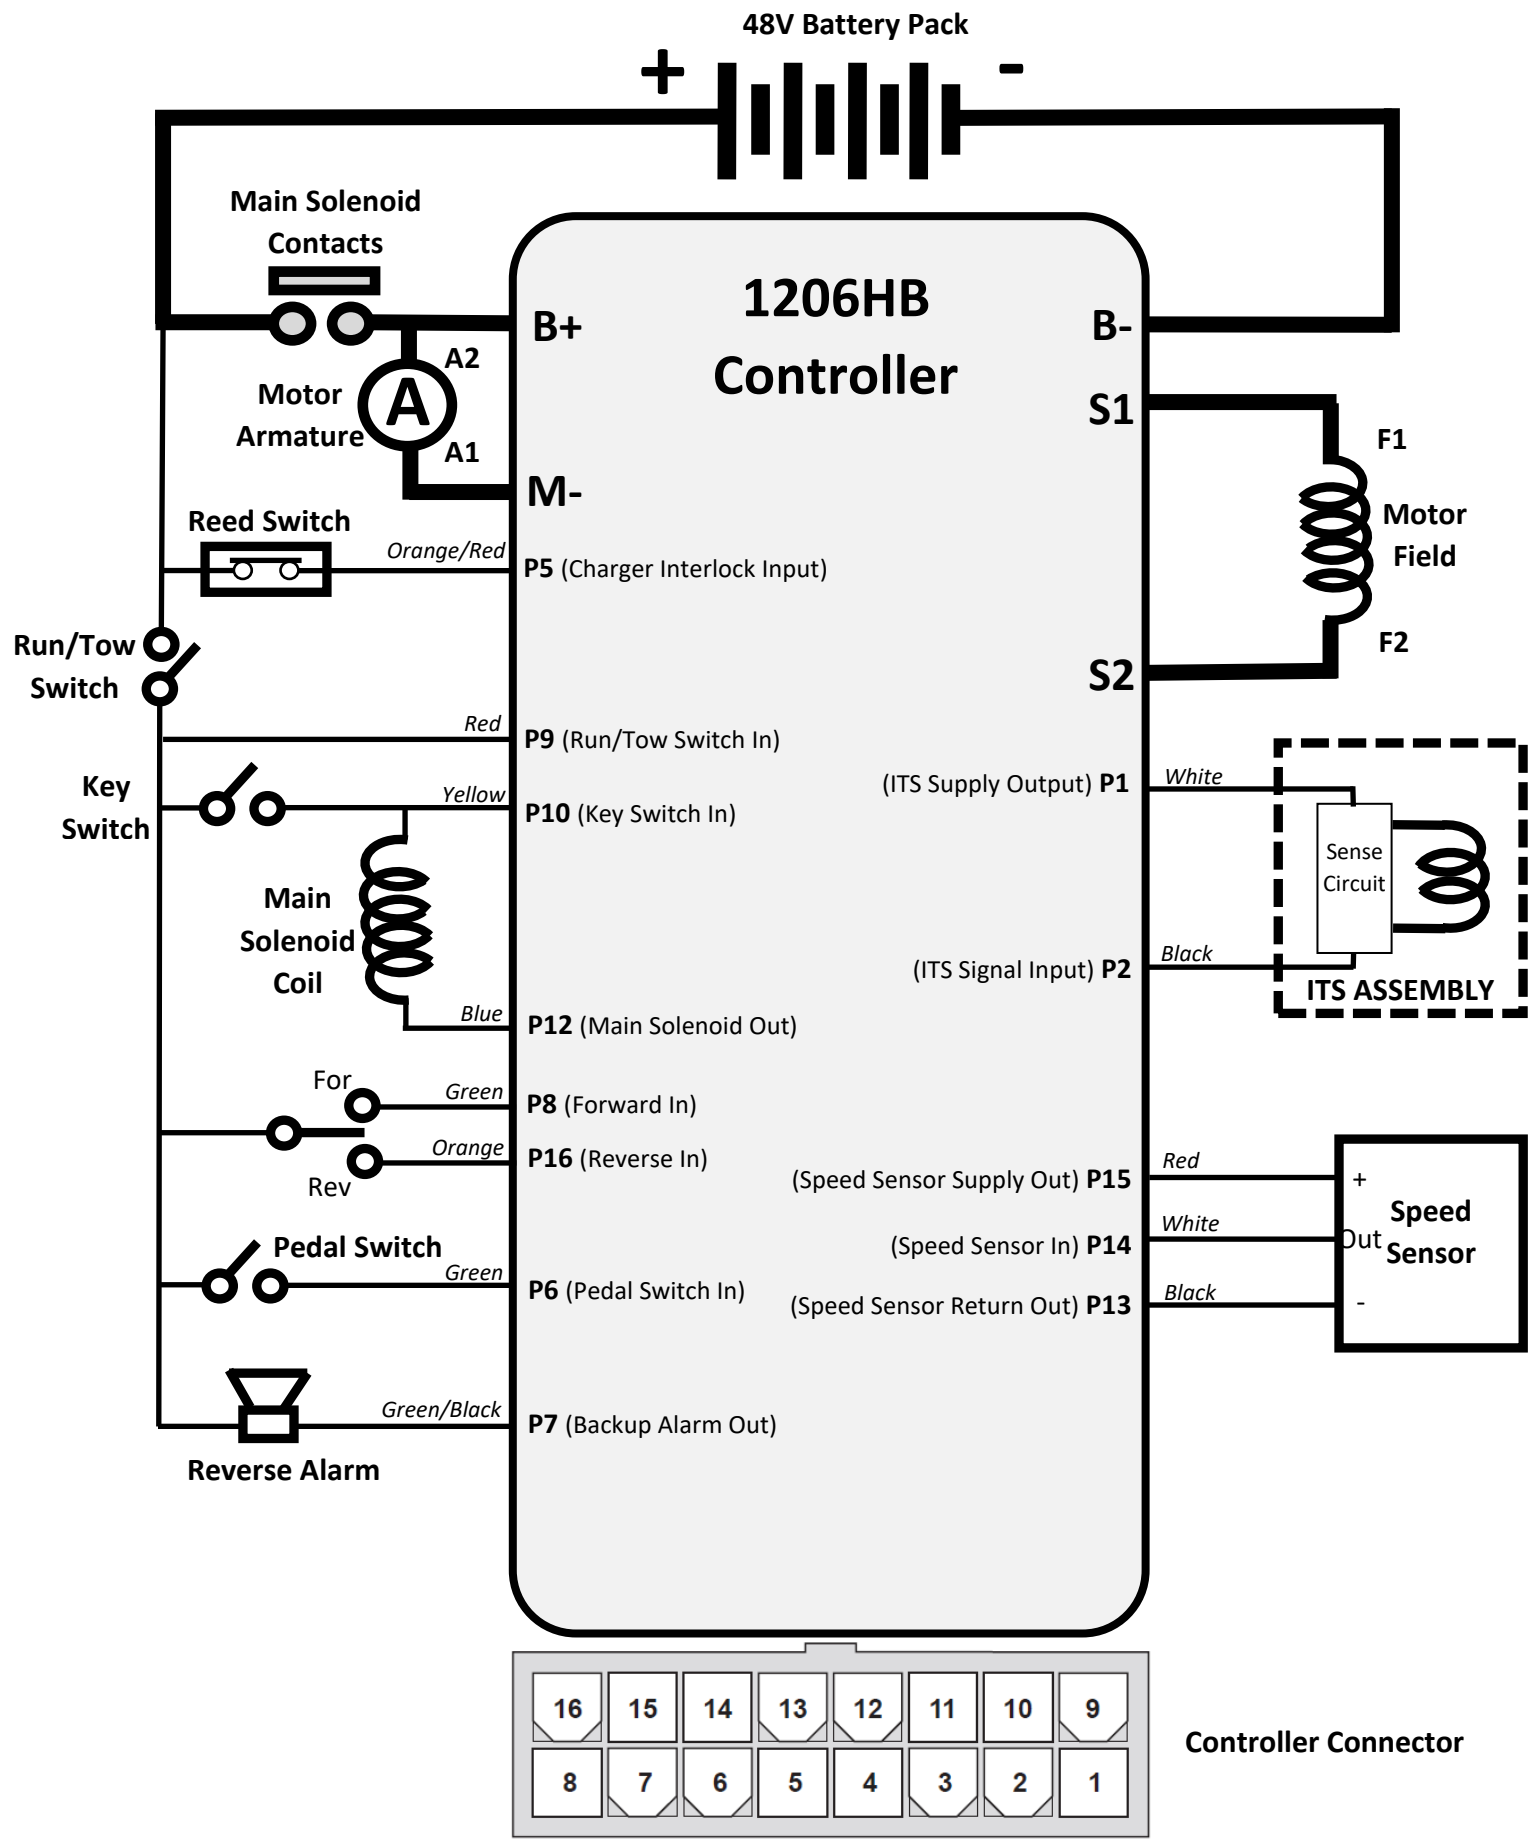 48V Battery Pack
+
-
Main Solenoid
Contacts
1206HB
Controller
B+
B-
A2
A
Motor
Armature
A1
S1
F1
M-
Motor
Field
Reed Switch
Orange/Red
P5 (Charger Interlock Input)
Run/Tow
Switch
F2
S2
Red
P9 (Run/Tow Switch In)
Key
Switch
Yellow
P10 (Key Switch In)
(ITS Supply Output) P1
White
Sense
Circuit
Main
Solenoid
Coil
(ITS Signal Input) P2
Black
ITS ASSEMBLY
Blue
P12 (Main Solenoid Out)
For
Green
P8 (Forward In)
Orange
P16 (Reverse In)
Rev
(Speed Sensor Supply Out) P15
Red
+
Speed
Sensor
(Speed Sensor In) P14
White
Out
Pedal Switch
Green
P6 (Pedal Switch In)
(Speed Sensor Return Out) P13
Black
-
Green/Black
P7 (Backup Alarm Out)
Reverse Alarm
16 15 14 13 12 11 10 9
8 7 6 5 4 3 2 1
Controller Connector